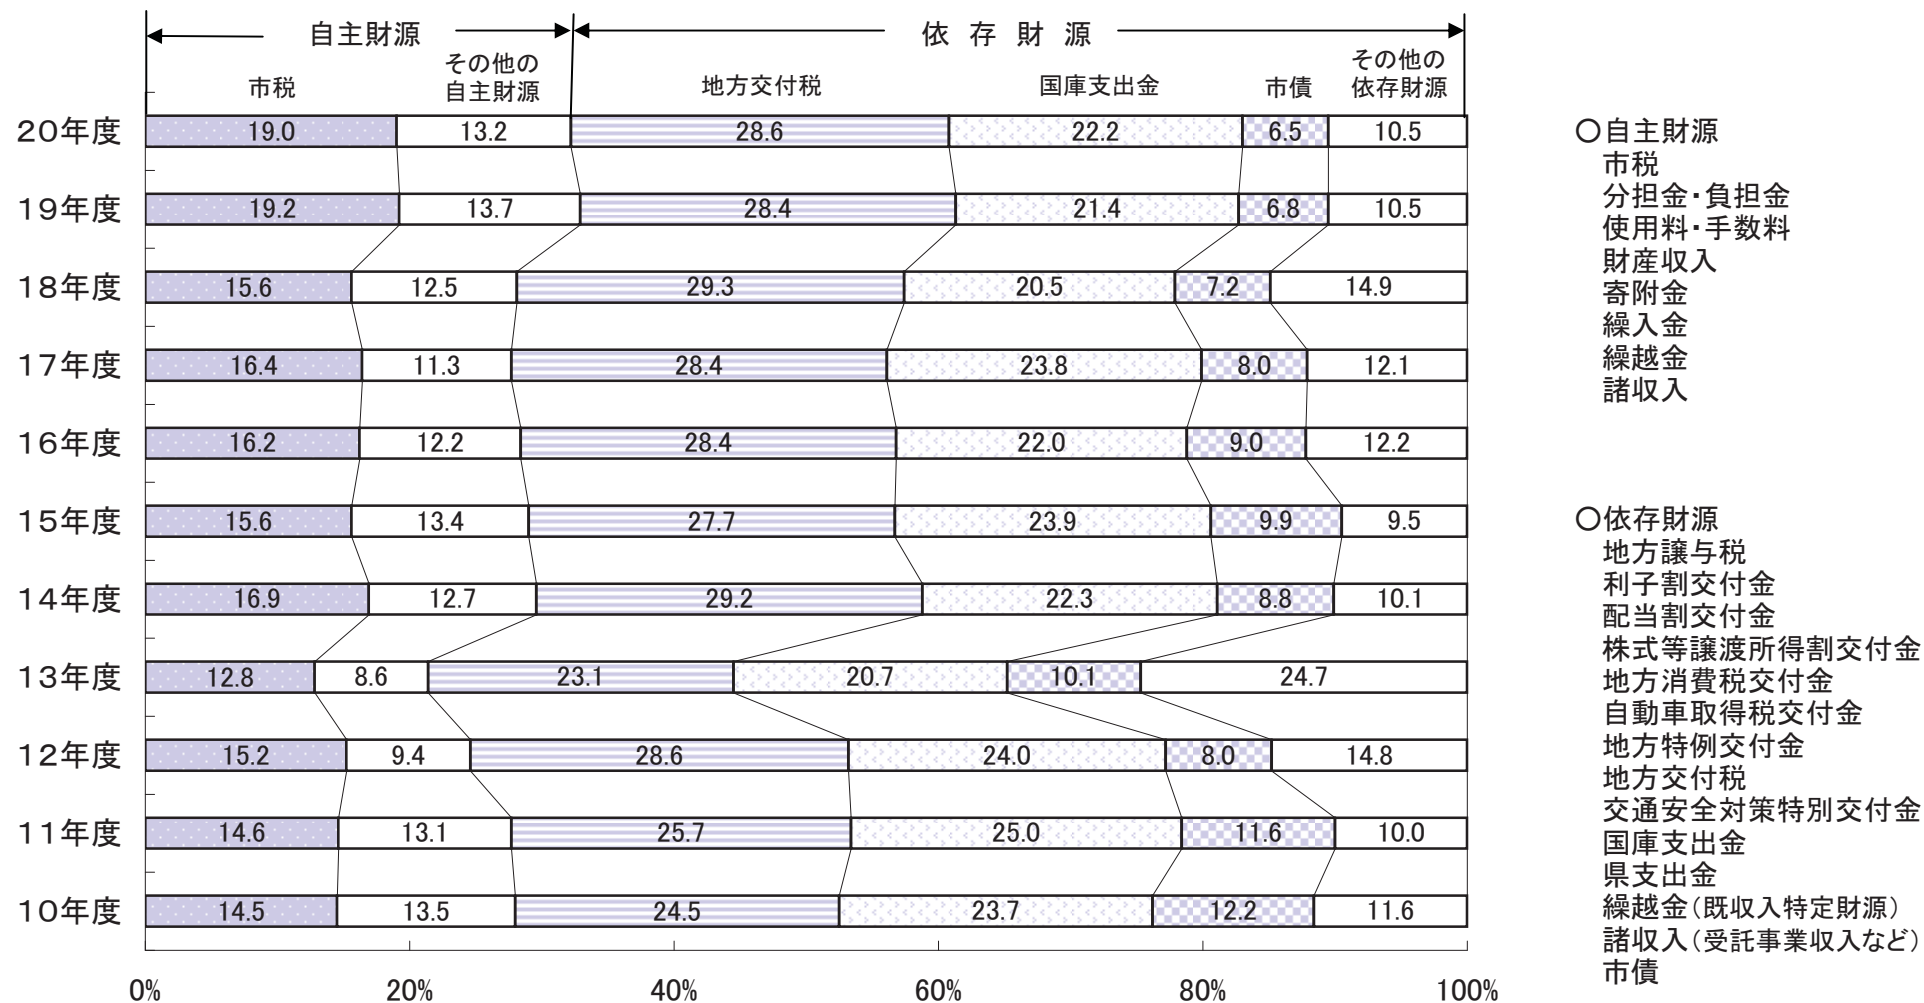 自主財源 依存財源
市税 その他の自主財源 地方交付税 国庫支出金 市債 その他の依存財源
20年度 19.0 13.2 28.6 22.2 6.5 10.5
19年度 19.2 13.7 28.4 21.4 6.8 10.5
18年度 15.6 12.5 29.3 20.5 7.2 14.9
17年度 16.4 11.3 28.4 23.8 8.0 12.1
16年度 16.2 12.2 28.4 22.0 9.0 12.2
15年度 15.6 13.4 27.7 23.9 9.9 9.5
14年度 16.9 12.7 29.2 22.3 8.8 10.1
13年度 12.8 8.6 23.1 20.7 10.1 24.7
12年度 15.2 9.4 28.6 24.0 8.0 14.8
11年度 14.6 13.1 25.7 25.0 11.6 10.0
10年度 14.5 13.5 24.5 23.7 12.2 11.6
0% 20% 40% 60% 80% 100%
○自主財源
市税
分担金・負担金
使用料・手数料
財産収入
寄附金
繰入金
繰越金
諸収入
○依存財源
地方譲与税
利子割交付金
配当割交付金
株式等譲渡所得割交付金
地方消費税交付金
自動車取得税交付金
地方特例交付金
地方交付税
交通安全対策特別交付金
国庫支出金
県支出金
繰越金（既収入特定財源）
諸収入（受託事業収入など）
市債